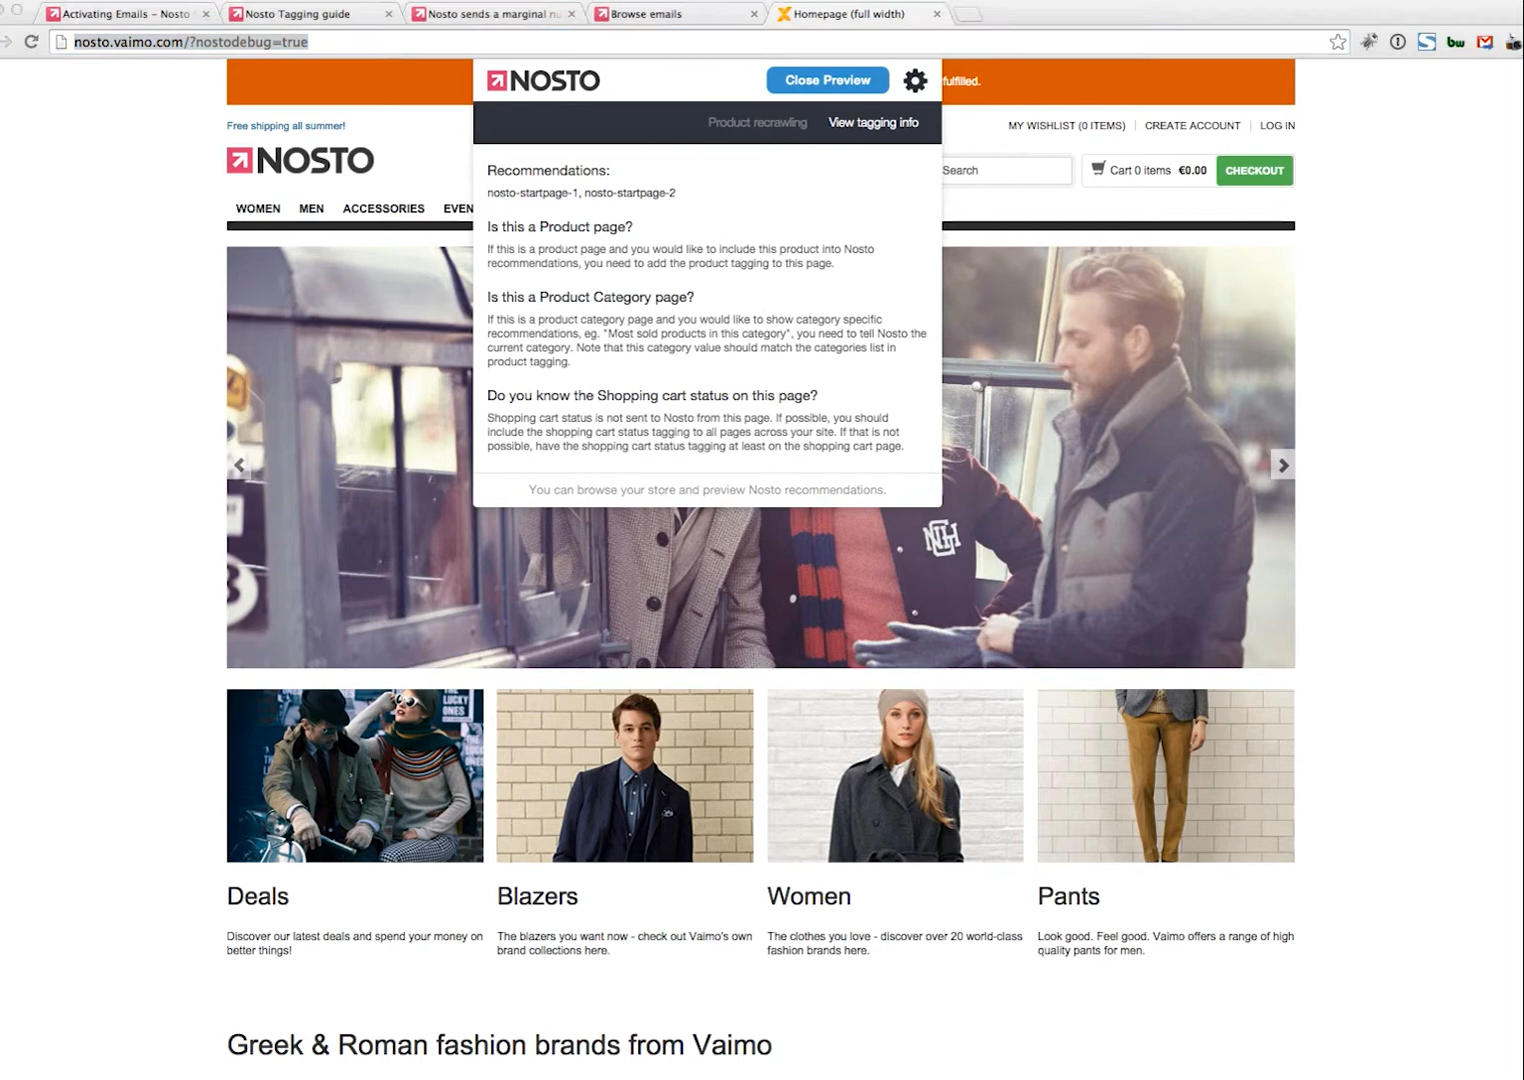 Activating Emails – Nosto
Nosto Tagging guide
Nosto sends a marginal nu
Browse emails
Homepage (full width)
nosto.vaimo.com/?nostodebug=true
bw
NOSTO
Close Preview
fulfilled.
Product recrawling
View tagging info
Free shipping all summer!
MY WISHLIST (0 ITEMS)
CREATE ACCOUNT
LOG IN
NOSTO
Search
Cart 0 items €0.00
CHECKOUT
WOMEN
MEN
ACCESSORIES
EVEN
Recommendations:
nosto-startpage-1, nosto-startpage-2
Is this a Product page?
If this is a product page and you would like to include this product into Nosto
recommendations, you need to add the product tagging to this page.
Is this a Product Category page?
If this is a product category page and you would like to show category specific
recommendations, eg. "Most sold products in this category", you need to tell Nosto the
current category. Note that this category value should match the categories list in
product tagging.
Do you know the Shopping cart status on this page?
Shopping cart status is not sent to Nosto from this page. If possible, you should
include the shopping cart status tagging to all pages across your site. If that is not
possible, have the shopping cart status tagging at least on the shopping cart page.
You can browse your store and preview Nosto recommendations.
THE
LUCKY
ONES
Deals
Blazers
Women
Pants
Discover our latest deals and spend your money on
better things!
The blazers you want now - check out Vaimo's own
brand collections here.
The clothes you love - discover over 20 world-class
fashion brands here.
Look good. Feel good. Vaimo offers a range of high
quality pants for men.
Greek & Roman fashion brands from Vaimo